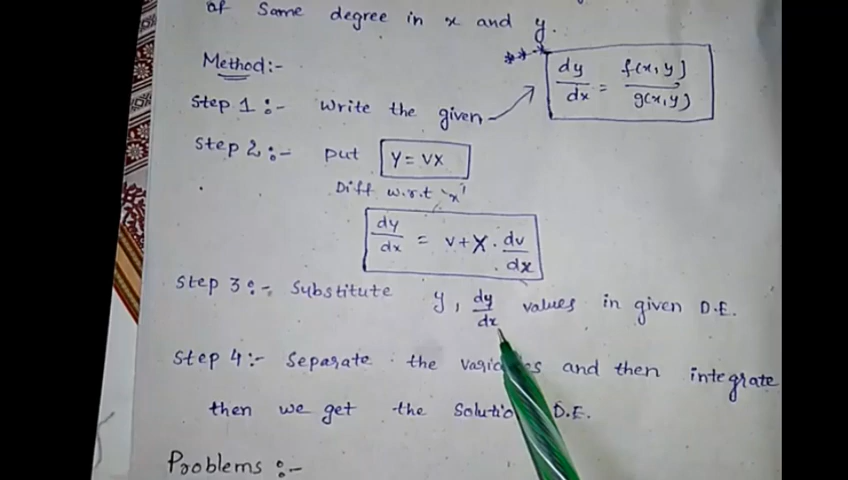 of same degree in x and y.
Method:-
*** dy/dx = f(x,y)/g(x,y)
Step 1:- Write the given
Step 2:- put y = vx
Diff w.r.t 'x'
dy/dx = v+x.dv/dx
Step 3:- Substitute y, dy/dx values in given D.E.
Step 4:- Separate the and then integrate
then we get the D.E.
Problems:-